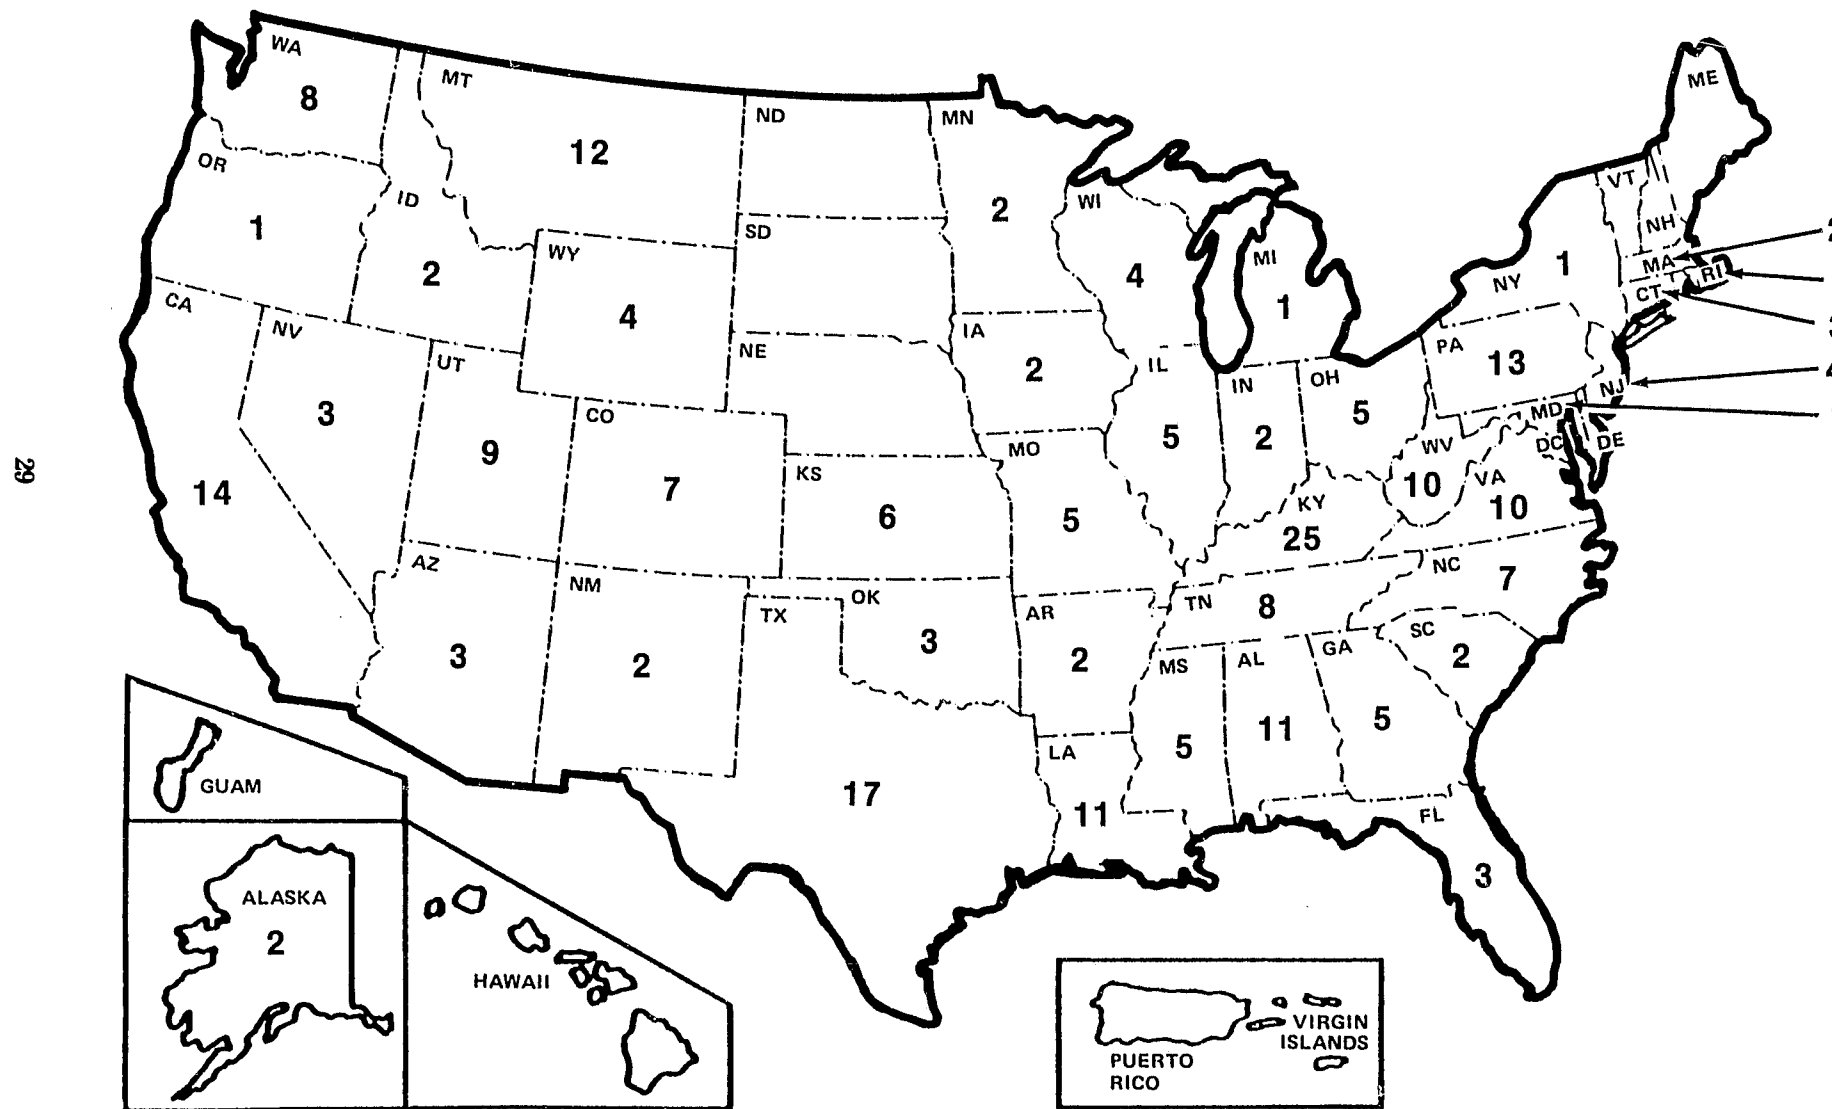 WA
8
MT
12
ND
MN
2
ME
OR
1
ID
2
WY
4
SD
WI
4
MI
1
VT
NH
NY
1
MA
RI
CT
CA
14
NV
3
UT
9
NE
IA
2
IL
5
IN
2
OH
5
PA
13
NJ
MD
DC
DE
CO
7
KS
6
MO
5
KY
25
WV
10
VA
10
AZ
3
NM
2
TX
17
OK
3
AR
2
TN
8
NC
7
SC
2
MS
5
AL
11
GA
5
LA
11
FL
3
GUAM
ALASKA
2
HAWAII
PUERTO
RICO
VIRGIN
ISLANDS
29